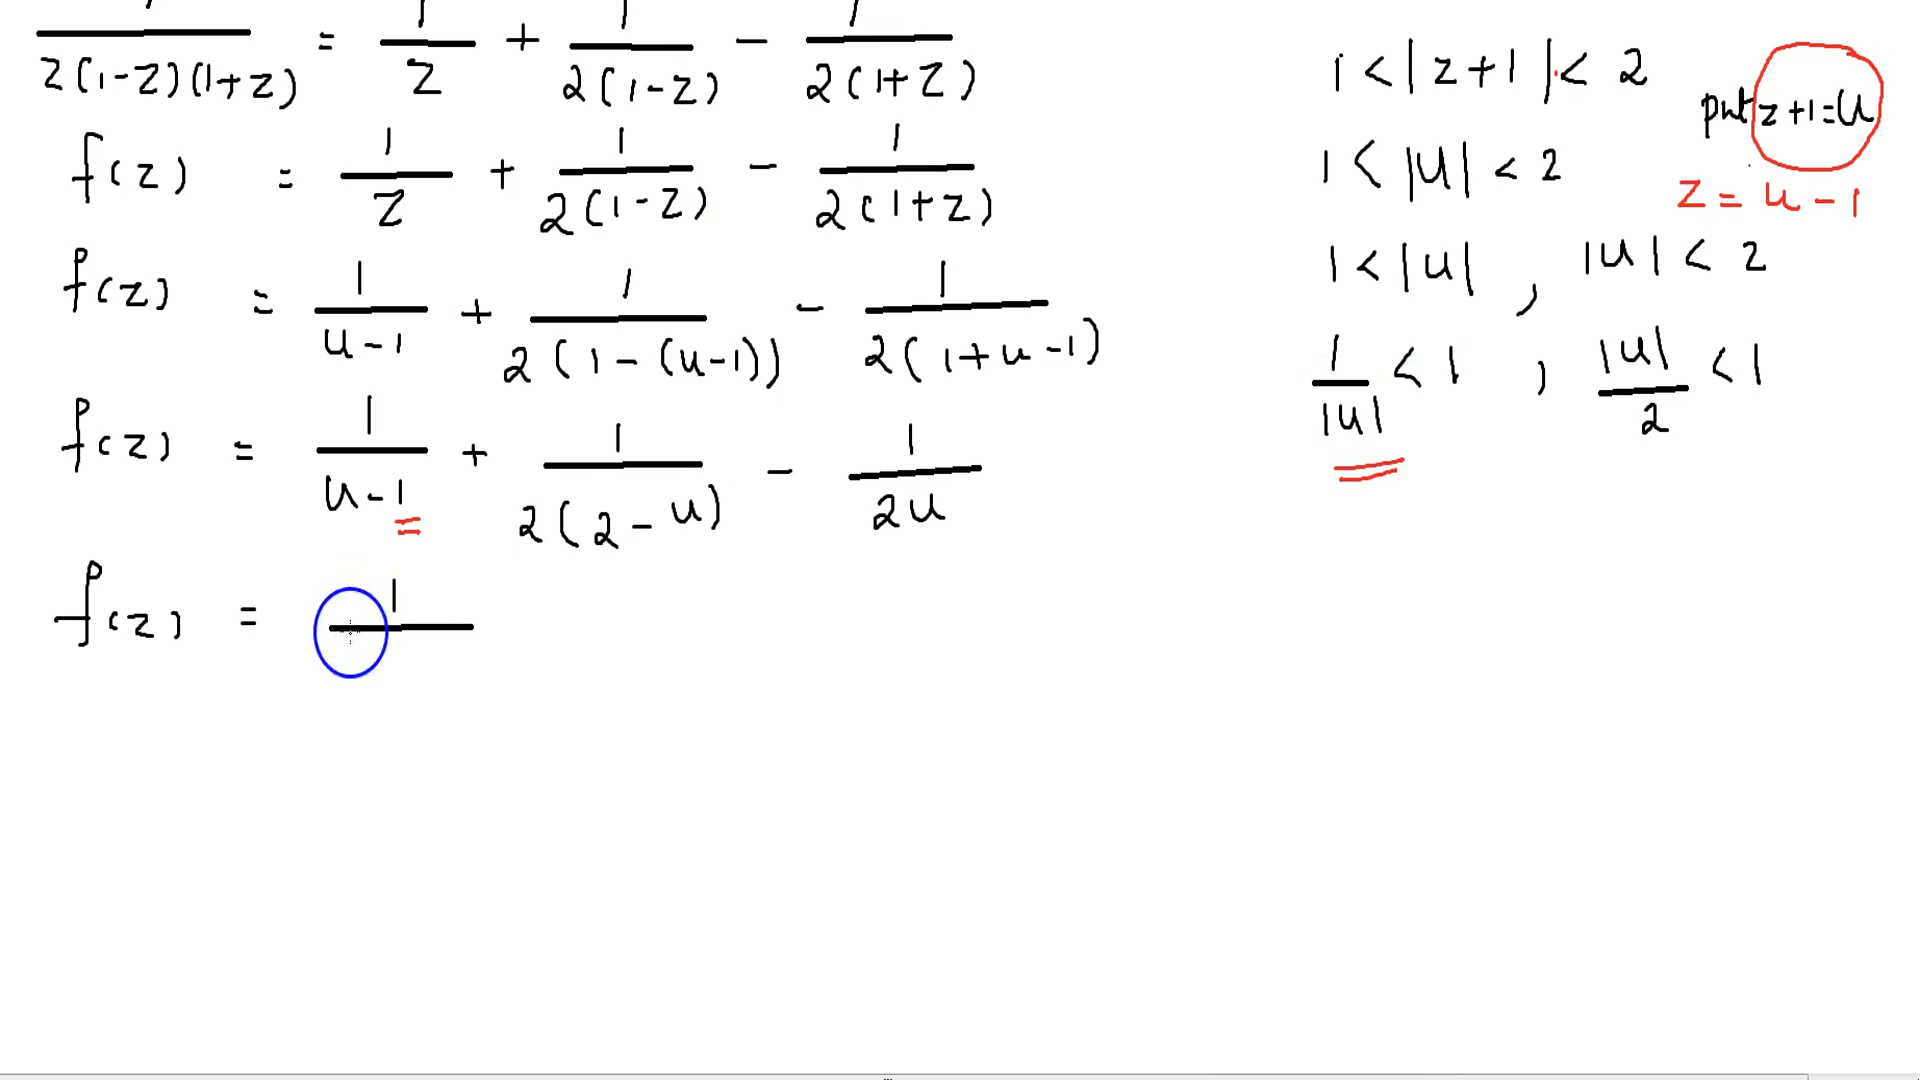 1/(z(1-z)(1+z)) = 1/z + 1/(2(1-z)) - 1/(2(1+z))
f(z) = 1/z + 1/(2(1-z)) - 1/(2(1+z))
f(z) = 1/(u-1) + 1/(2(1-(u-1))) - 1/(2(1+u-1))
f(z) = 1/(u-1) + 1/(2(2-u)) - 1/(2u)
f(z) = 1/
1 < |z+1| < 2
put z+1=u
1 < |u| < 2
z = u-1
1 < |u| , |u| < 2
1/|u| < 1 , |u|/2 < 1